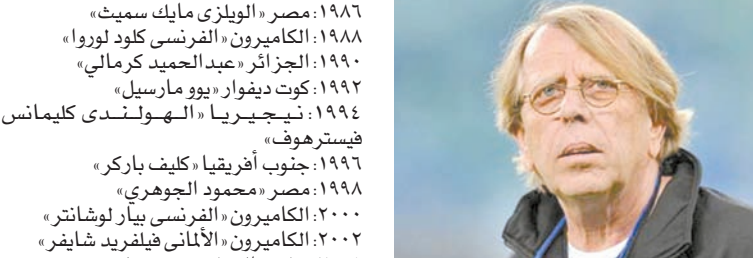 ١٩٨٦: مصر «الويلزى مايك سميث»
١٩٨٨: الكاميرون «الفرنسى كلود لوروا»
١٩٩٠: الجزائر «عبدالحميد كرمالي»
١٩٩٢: كوت ديفوار «يوو مارسيل»
١٩٩٤: نيجيريا «الهولندى كليمانس
فيسترهوف»
١٩٩٦: جنوب أفريقيا «كليف باركر»
١٩٩٨: مصر «محمود الجوهري»
٢٠٠٠: الكاميرون «الفرنسى بيار لوشانتر»
٢٠٠٢: الكاميرون «الألمانى فيلفريد شايفر»